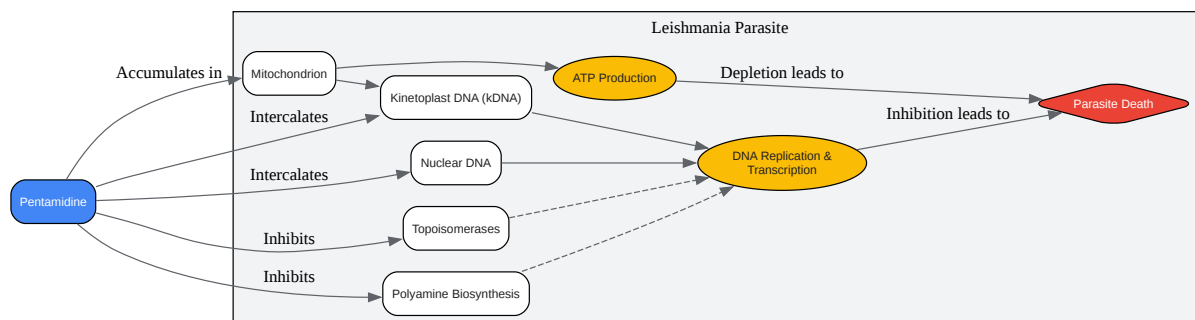 Leishmania Parasite
Accumulates in
Mitochondrion
ATP Production
Depletion leads to
Kinetoplast DNA (kDNA)
Parasite Death
Intercalates
Inhibition leads to
Nuclear DNA
DNA Replication &
Transcription
Intercalates
Pentamidine
Topoisomerases
Inhibits
Inhibits
Polyamine Biosynthesis